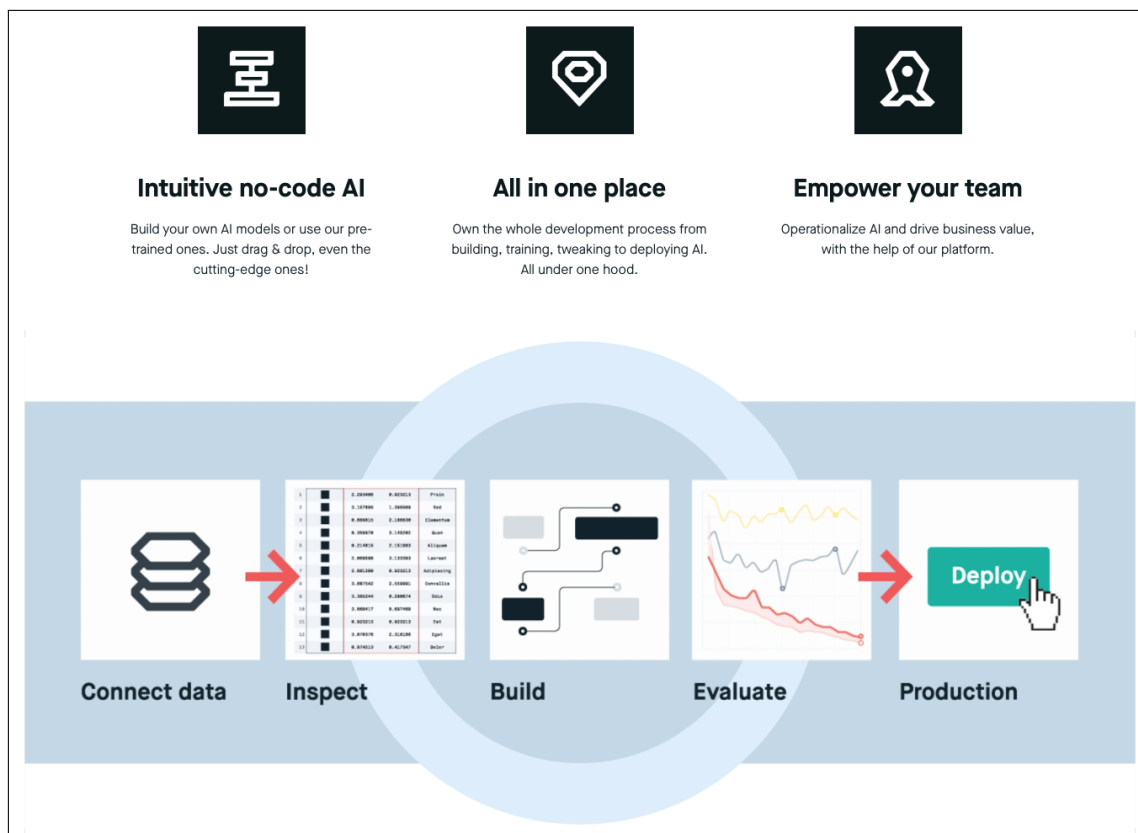 Intuitive no-code AI
Build your own AI models or use our pre-
trained ones. Just drag & drop, even the
cutting-edge ones!
All in one place
Own the whole development process from
building, training, tweaking to deploying AI.
All under one hood.
Empower your team
Operationalize AI and drive business value,
with the help of our platform.
Deploy
Connect data
Inspect
Build
Evaluate
Production